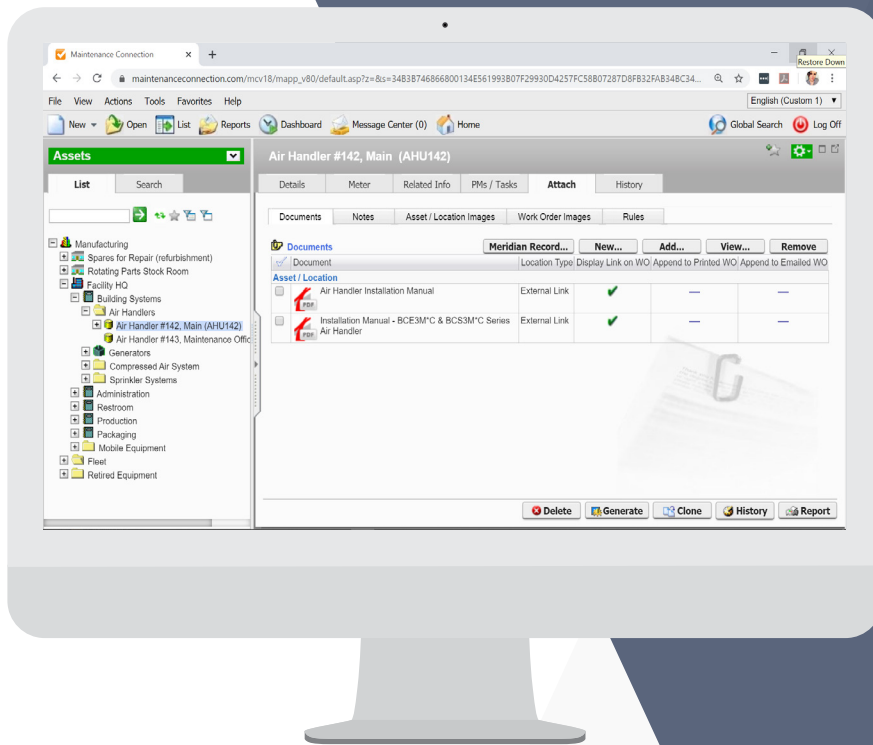 Maintenance Connection
Restore Down
maintenanceconnection.com/mcv18/mapp_v80/default.asp?z=&s=34B3B746866800134E561993B07F29930D4257FC58B07287D8FB32FAB34BC34...
File View Actions Tools Favorites Help
English (Custom 1)
New Open List Reports Dashboard Message Center (0) Home Global Search Log Off
Assets
List Search
Manufacturing
Spares for Repair (refurbishment)
Rotating Parts Stock Room
Facility HQ
Building Systems
Air Handlers
Air Handler #142, Main (AHU142)
Air Handler #143, Maintenance Offic
Generators
Compressed Air System
Sprinkler Systems
Administration
Restroom
Production
Packaging
Mobile Equipment
Fleet
Retired Equipment
Air Handler #142, Main (AHU142)
Details Meter Related Info PMs / Tasks Attach History
Documents Notes Asset / Location Images Work Order Images Rules
Documents
Meridian Record... New... Add... View... Remove
Document Location Type Display Link on WO Append to Printed WO Append to Emailed WO
Asset / Location
PDF Air Handler Installation Manual External Link
PDF Installation Manual - BCE3M*C & BCS3M*C Series External Link
Air Handler
Delete Generate Clone History Report